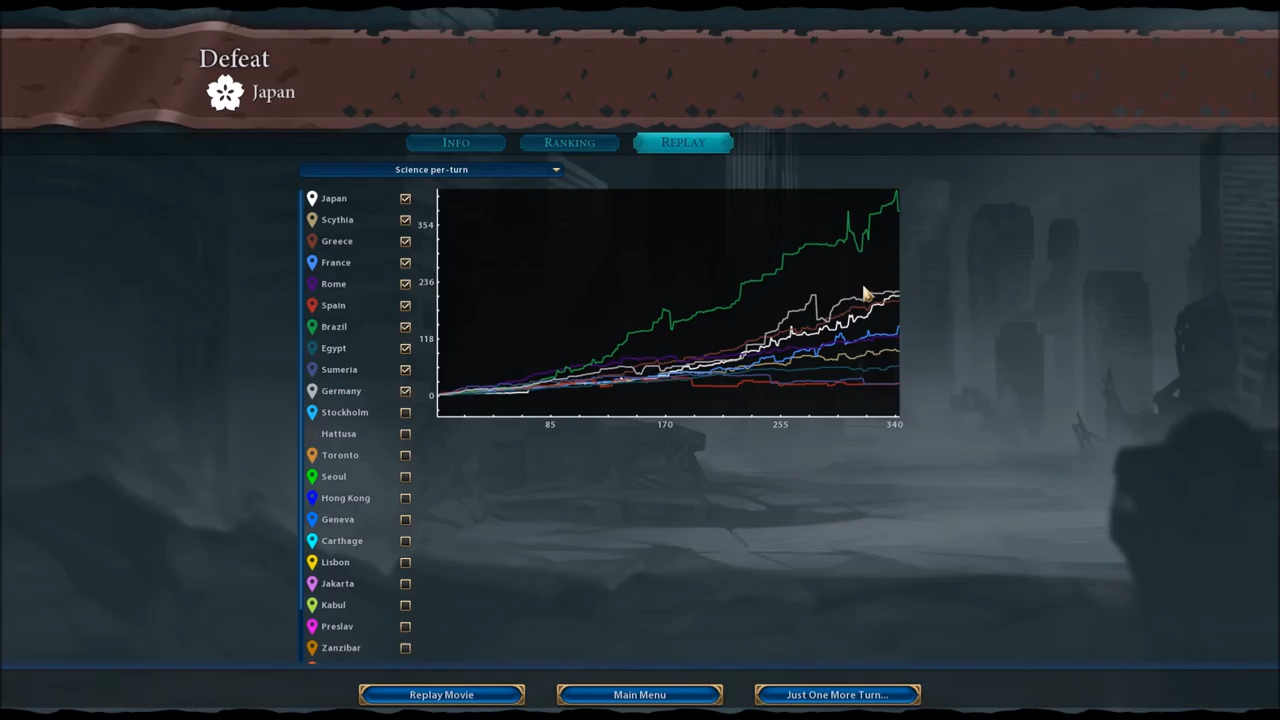 Defeat
Japan
INFO
RANKING
REPLAY
Science per-turn
Japan
Scythia
Greece
France
Rome
Spain
Brazil
Egypt
Sumeria
Germany
Stockholm
Hattusa
Toronto
Seoul
Hong Kong
Geneva
Carthage
Lisbon
Jakarta
Kabul
Preslav
Zanzibar
354
236
118
0
85
170
255
340
Replay Movie
Main Menu
Just One More Turn...